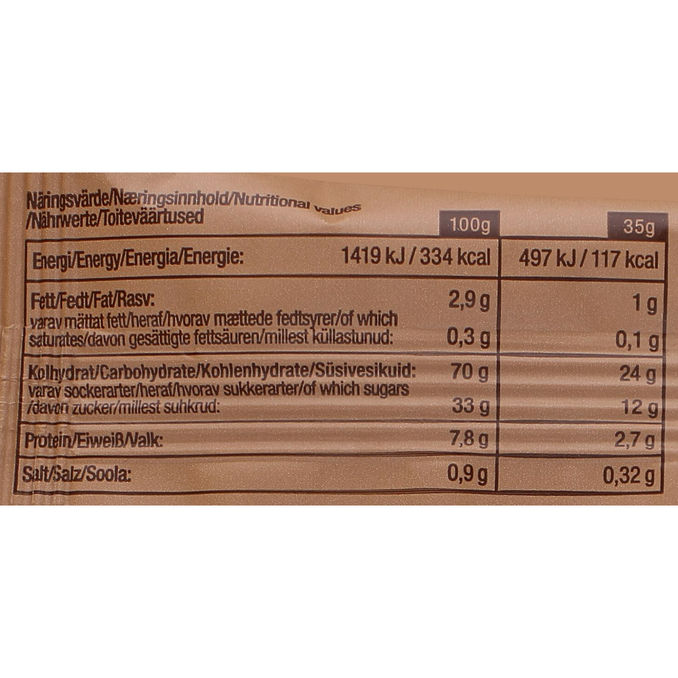 Näringsvärde/Næringsinnhold/Nutritional values
/Nährwerte/Toiteväärtused
100g 35g
Energi/Energy/Energia/Energie: 1419 kJ / 334 kcal 497 kJ / 117 kcal
Fett/Fedt/Fat/Rasv: 2,9 g 1 g
varav mättat fett/heraf/hvorav mættede fedtsyrer/of which
saturates/davon gesättigte fettsäuren/millest küllastunud: 0,3 g 0,1 g
Kolhydrat/Carbohydrate/Kohlenhydrate/Süsivesikuid: 70 g 24 g
varav sockerarter/heraf/hvorav sukkerarter/of which sugars
/davon zucker/millest suhkrud: 33 g 12 g
Protein/Eiweiß/Valk: 7,8 g 2,7 g
Salt/Salz/Soola: 0,9 g 0,32 g